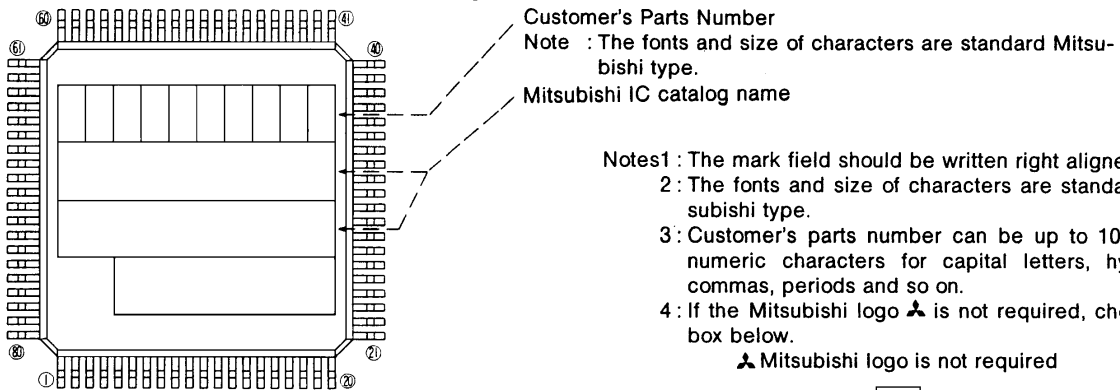 60 41
61 40
80 21
1 20
Customer's Parts Number
Note : The fonts and size of characters are standard Mitsu-
bishi type.
Mitsubishi IC catalog name
Notes1 : The mark field should be written right aligne
2 : The fonts and size of characters are standa
subishi type.
3 : Customer's parts number can be up to 10
numeric characters for capital letters, hy
commas, periods and so on.
4 : If the Mitsubishi logo is not required, che
box below.
Mitsubishi logo is not required